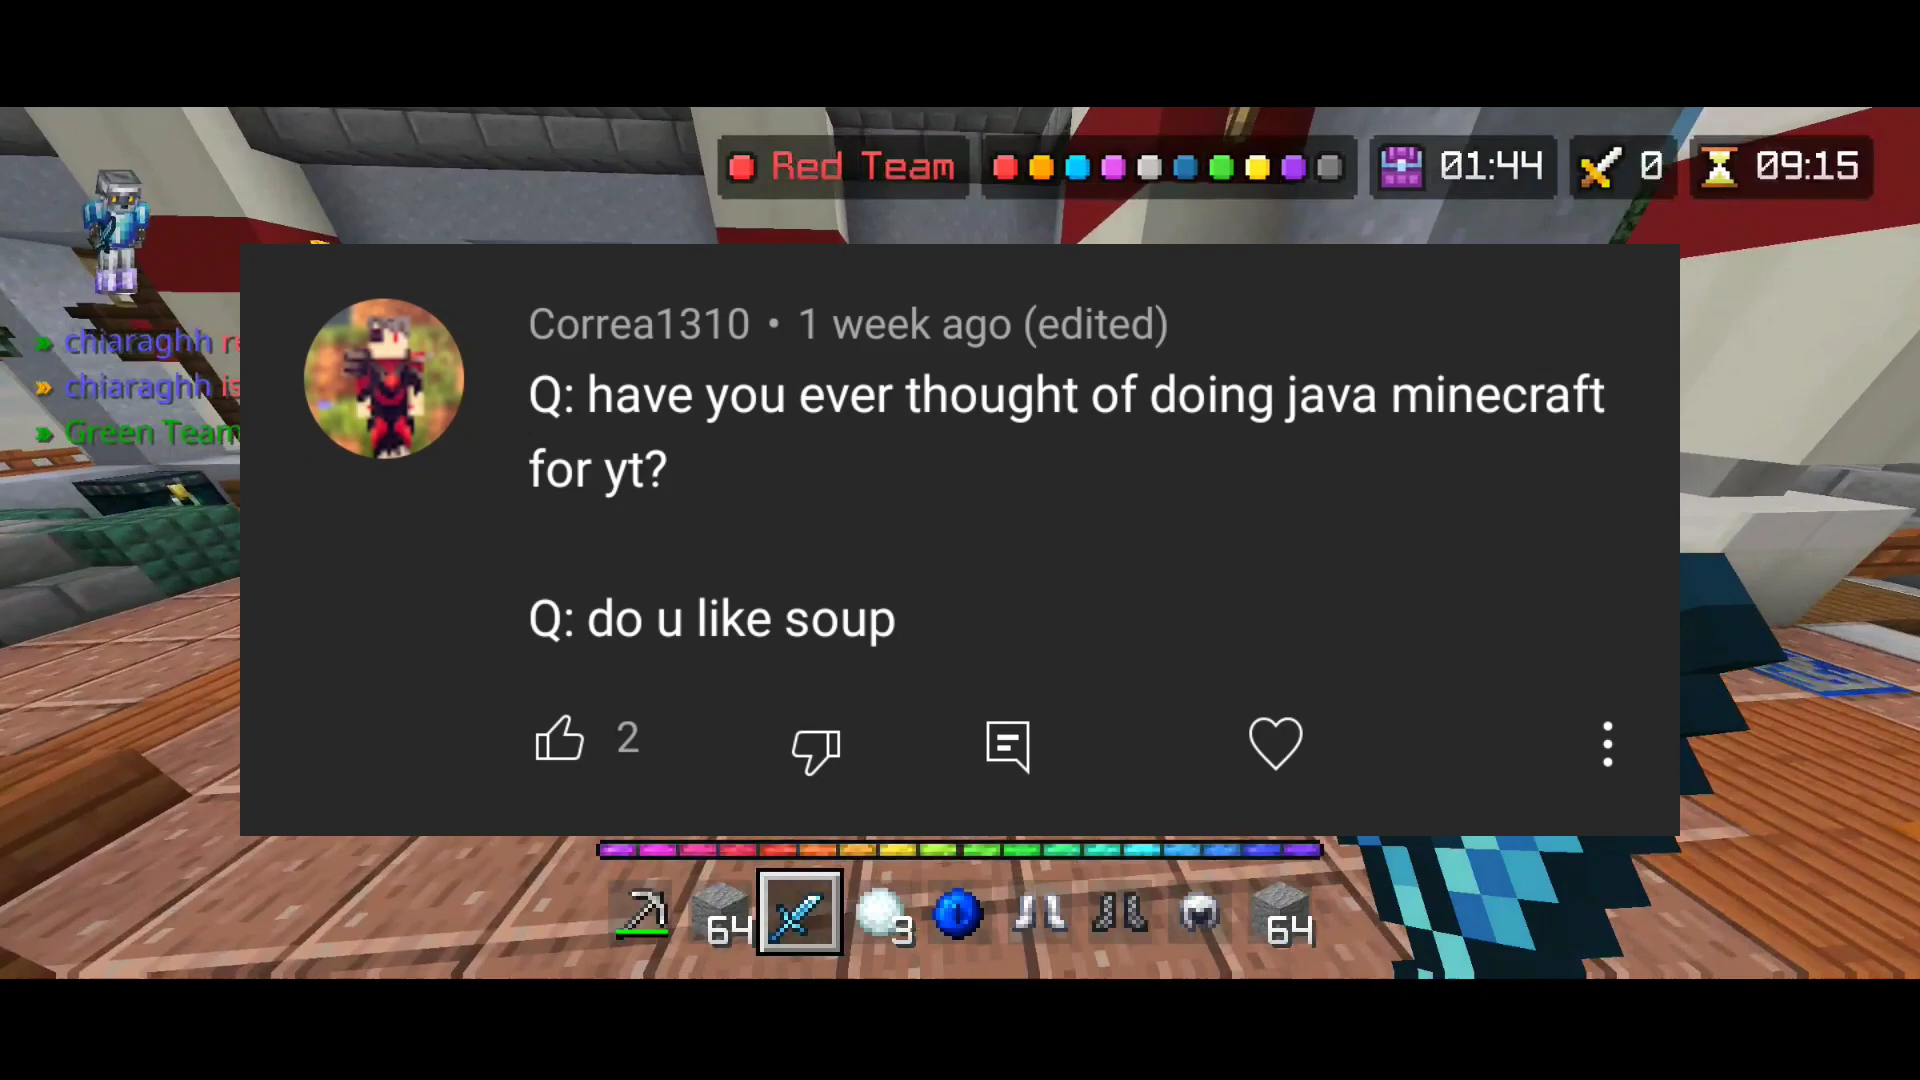 Red Team
01:44
0
09:15
Correa1310 • 1 week ago (edited)
Q: have you ever thought of doing java minecraft
for yt?
Q: do u like soup
2
» chiaraghh
» chiaraghh is
» Green Team
64
3
64